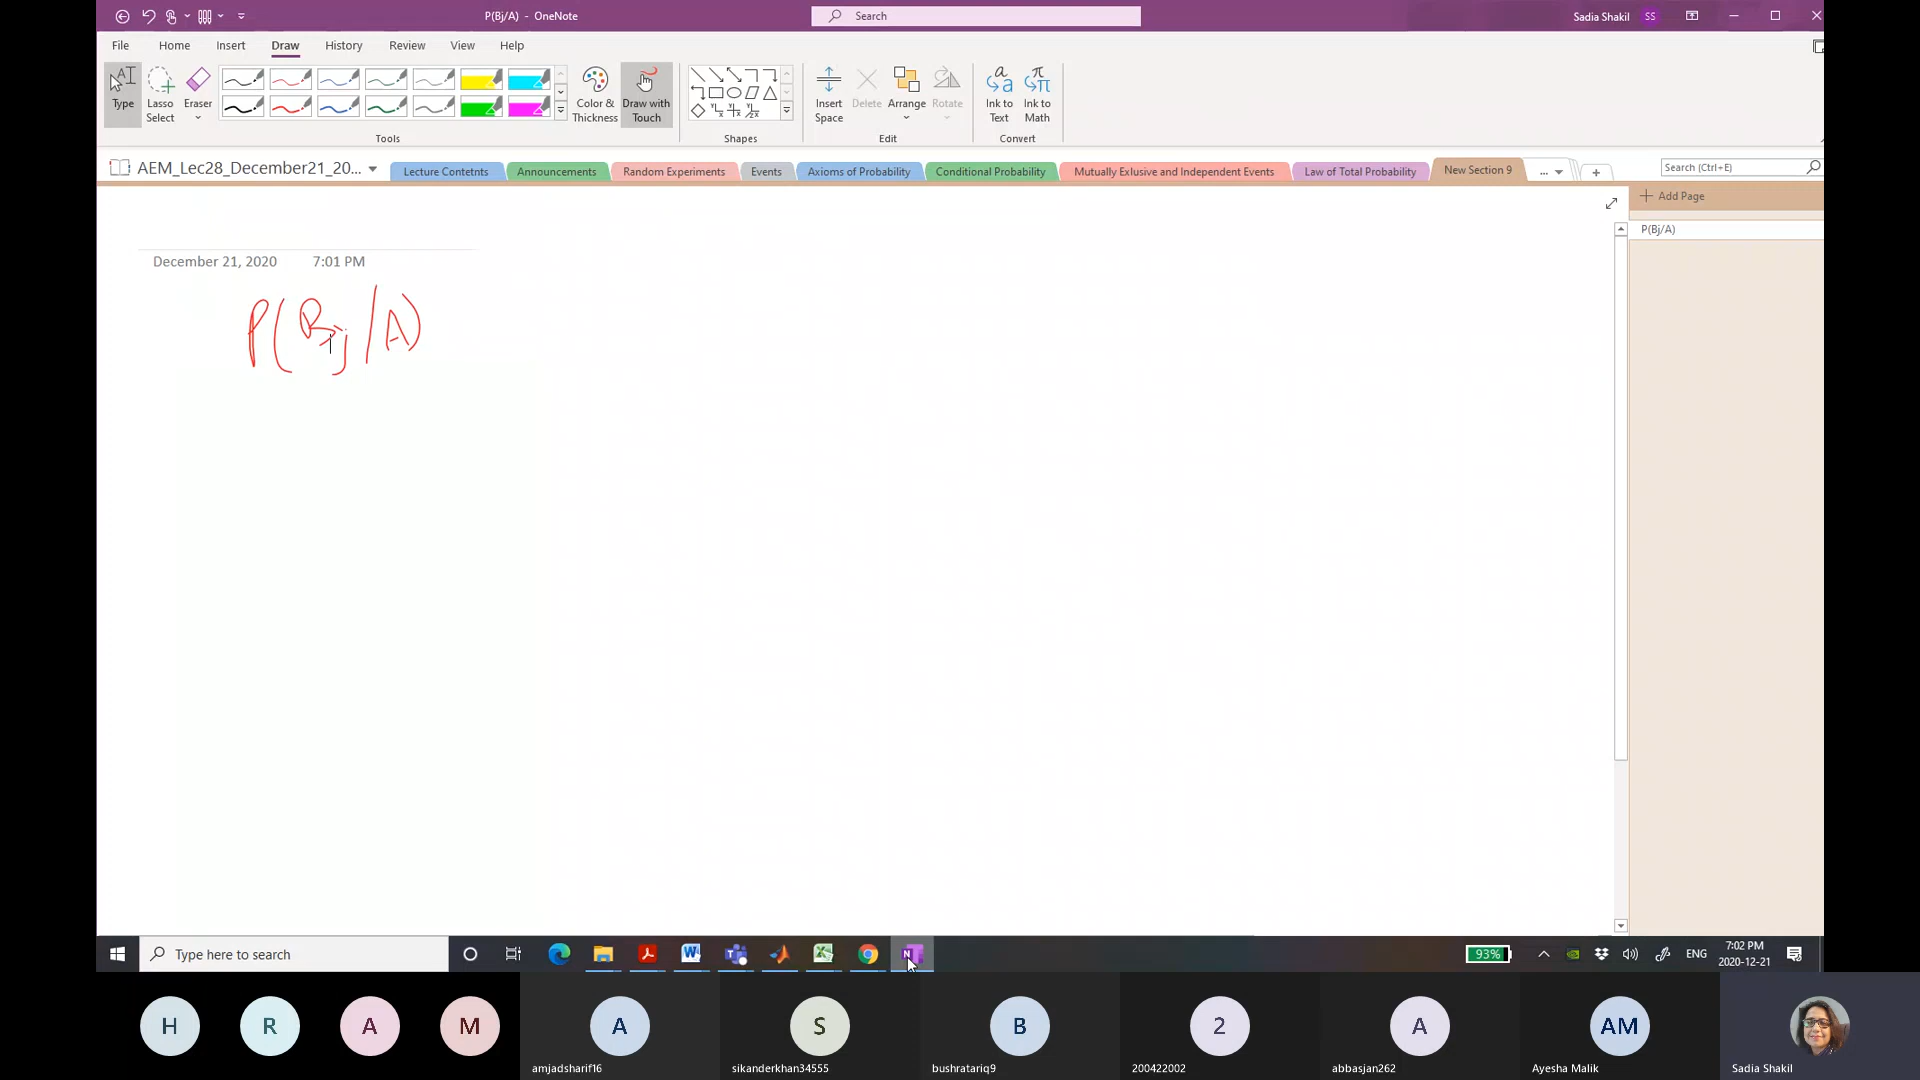 P(Bj/A) - OneNote
Search
Sadia Shakil SS
File Home Insert Draw History Review View Help
Type
Lasso Select
Eraser
Color & Thickness
Draw with Touch
Insert Space
Delete
Arrange
Rotate
Ink to Text
Ink to Math
Tools
Shapes
Edit
Convert
AEM_Lec28_December21_20...
Lecture Contetnts
Announcements
Random Experiments
Events
Axioms of Probability
Conditional Probability
Mutually Exlusive and Independent Events
Law of Total Probability
New Section 9
...
Search (Ctrl+E)
Add Page
P(Bj/A)
December 21, 2020 7:01 PM
P(Bj/A)
Type here to search
93%
ENG
7:02 PM
2020-12-21
H R A M A S B 2 A AM
amjadsharif16 sikanderkhan34555 bushratariq9 200422002 abbasjan262 Ayesha Malik Sadia Shakil